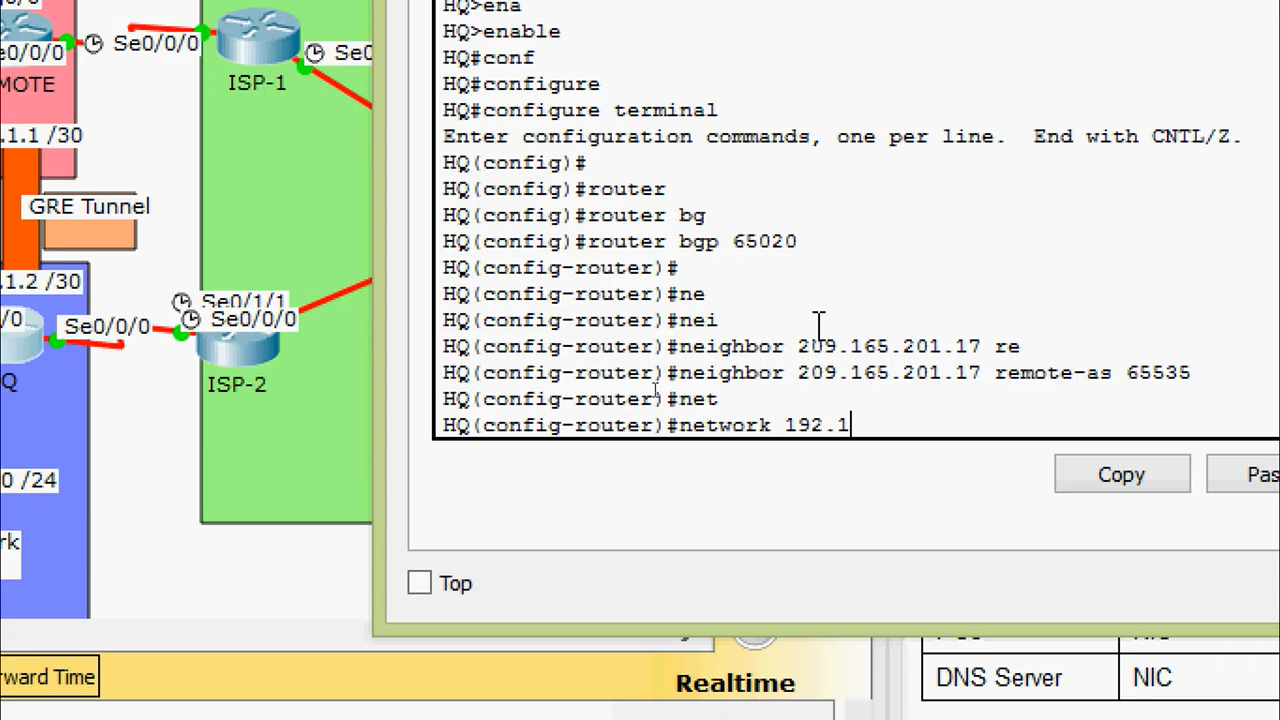 HQ>ena
HQ>enable
HQ#conf
HQ#configure
HQ#configure terminal
Enter configuration commands, one per line.  End with CNTL/Z.
HQ(config)#
HQ(config)#router
HQ(config)#router bg
HQ(config)#router bgp 65020
HQ(config-router)#
HQ(config-router)#ne
HQ(config-router)#nei
HQ(config-router)#neighbor 209.165.201.17 re
HQ(config-router)#neighbor 209.165.201.17 remote-as 65535
HQ(config-router)#net
HQ(config-router)#network 192.1
Se0/0/0
Se0
e0/0/0
MOTE
ISP-1
.1.1 /30
GRE Tunnel
.1.2 /30
Se0/1/1
/0
Se0/0/0
Se0/0/0
Q
ISP-2
0 /24
rk
Copy
Pas
Top
ward Time
Realtime
DNS Server
NIC